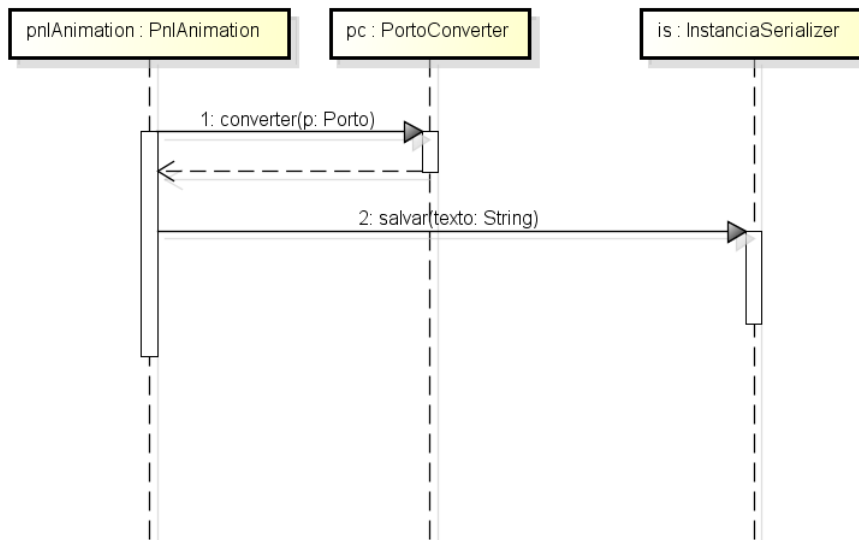 pnlAnimation : PnlAnimation
pc : PortoConverter
is : InstanciaSerializer
1: converter(p: Porto)
2: salvar(texto: String)